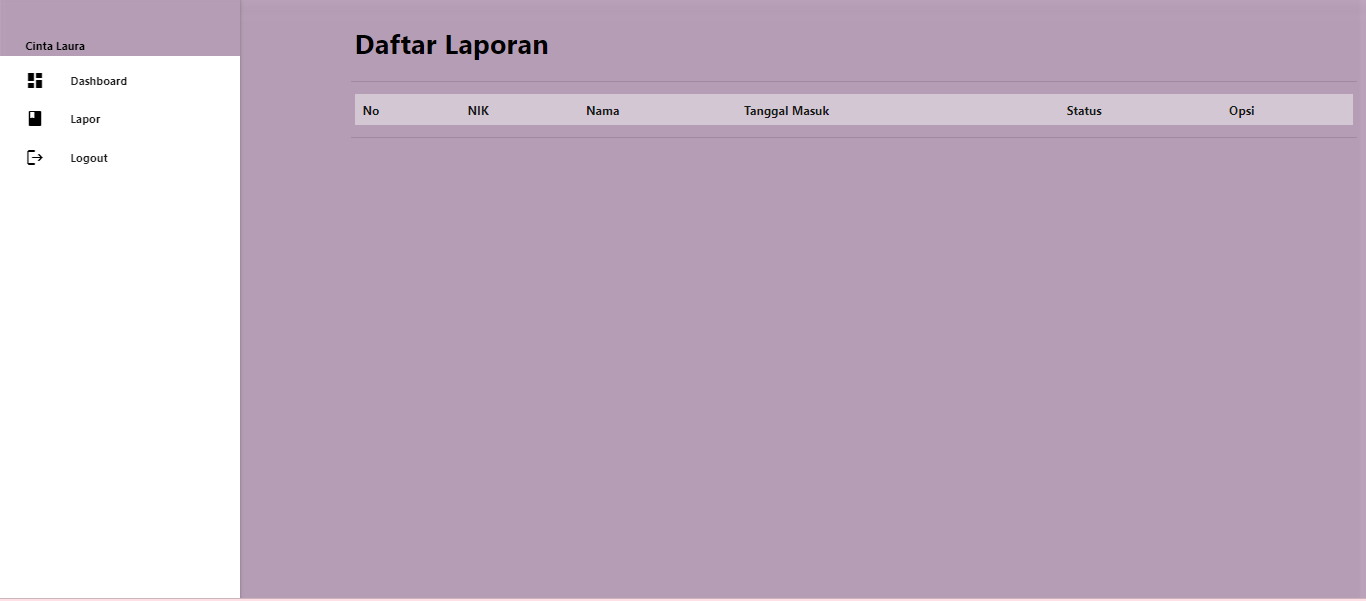 Cinta Laura
Dashboard
Lapor
Logout
Daftar Laporan
No NIK Nama Tanggal Masuk Status Opsi